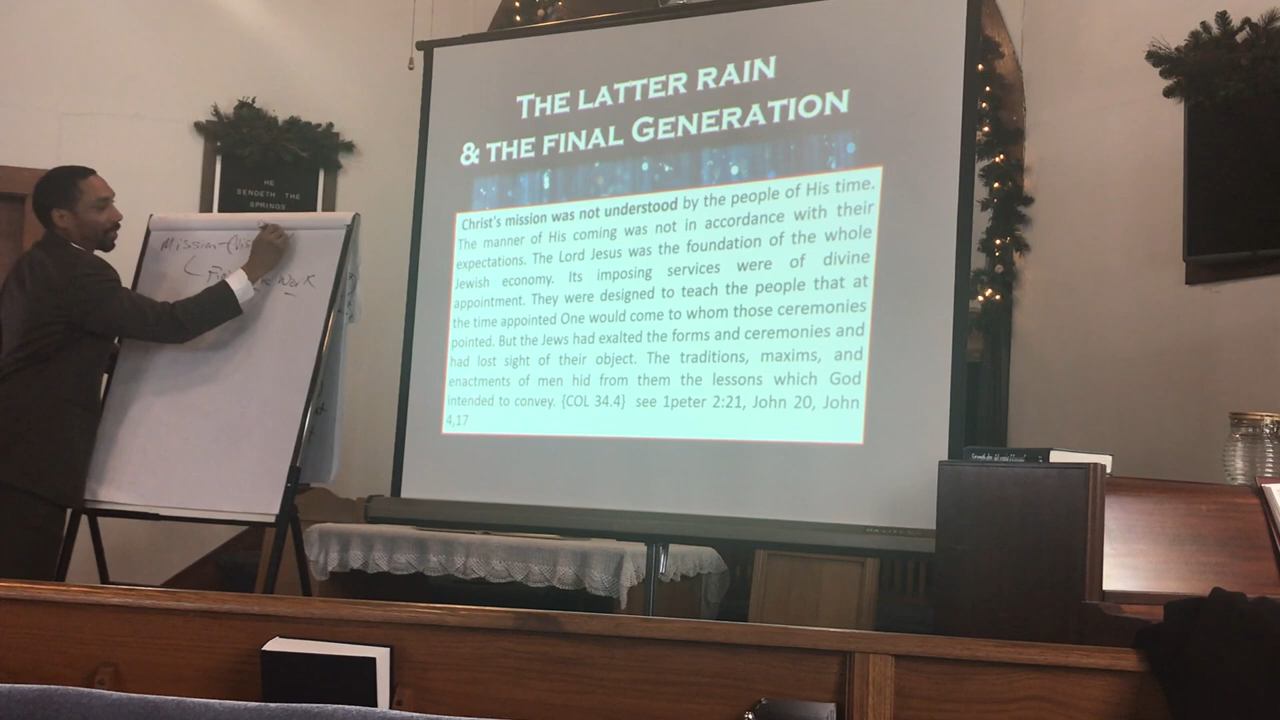 THE LATTER RAIN
& THE FINAL GENERATION
Christ's mission was not understood by the people of His time.
The manner of His coming was not in accordance with their
expectations. The Lord Jesus was the foundation of the whole
Jewish economy. Its imposing services were of divine
appointment. They were designed to teach the people that at
the time appointed One would come to whom those ceremonies
pointed. But the Jews had exalted the forms and ceremonies and
had lost sight of their object. The traditions, maxims, and
enactments of men hid from them the lessons which God
intended to convey. {COL 34.4} see 1peter 2:21, John 20, John
4,17
HE
SENDETH THE
SPRINGS
Mission
Work